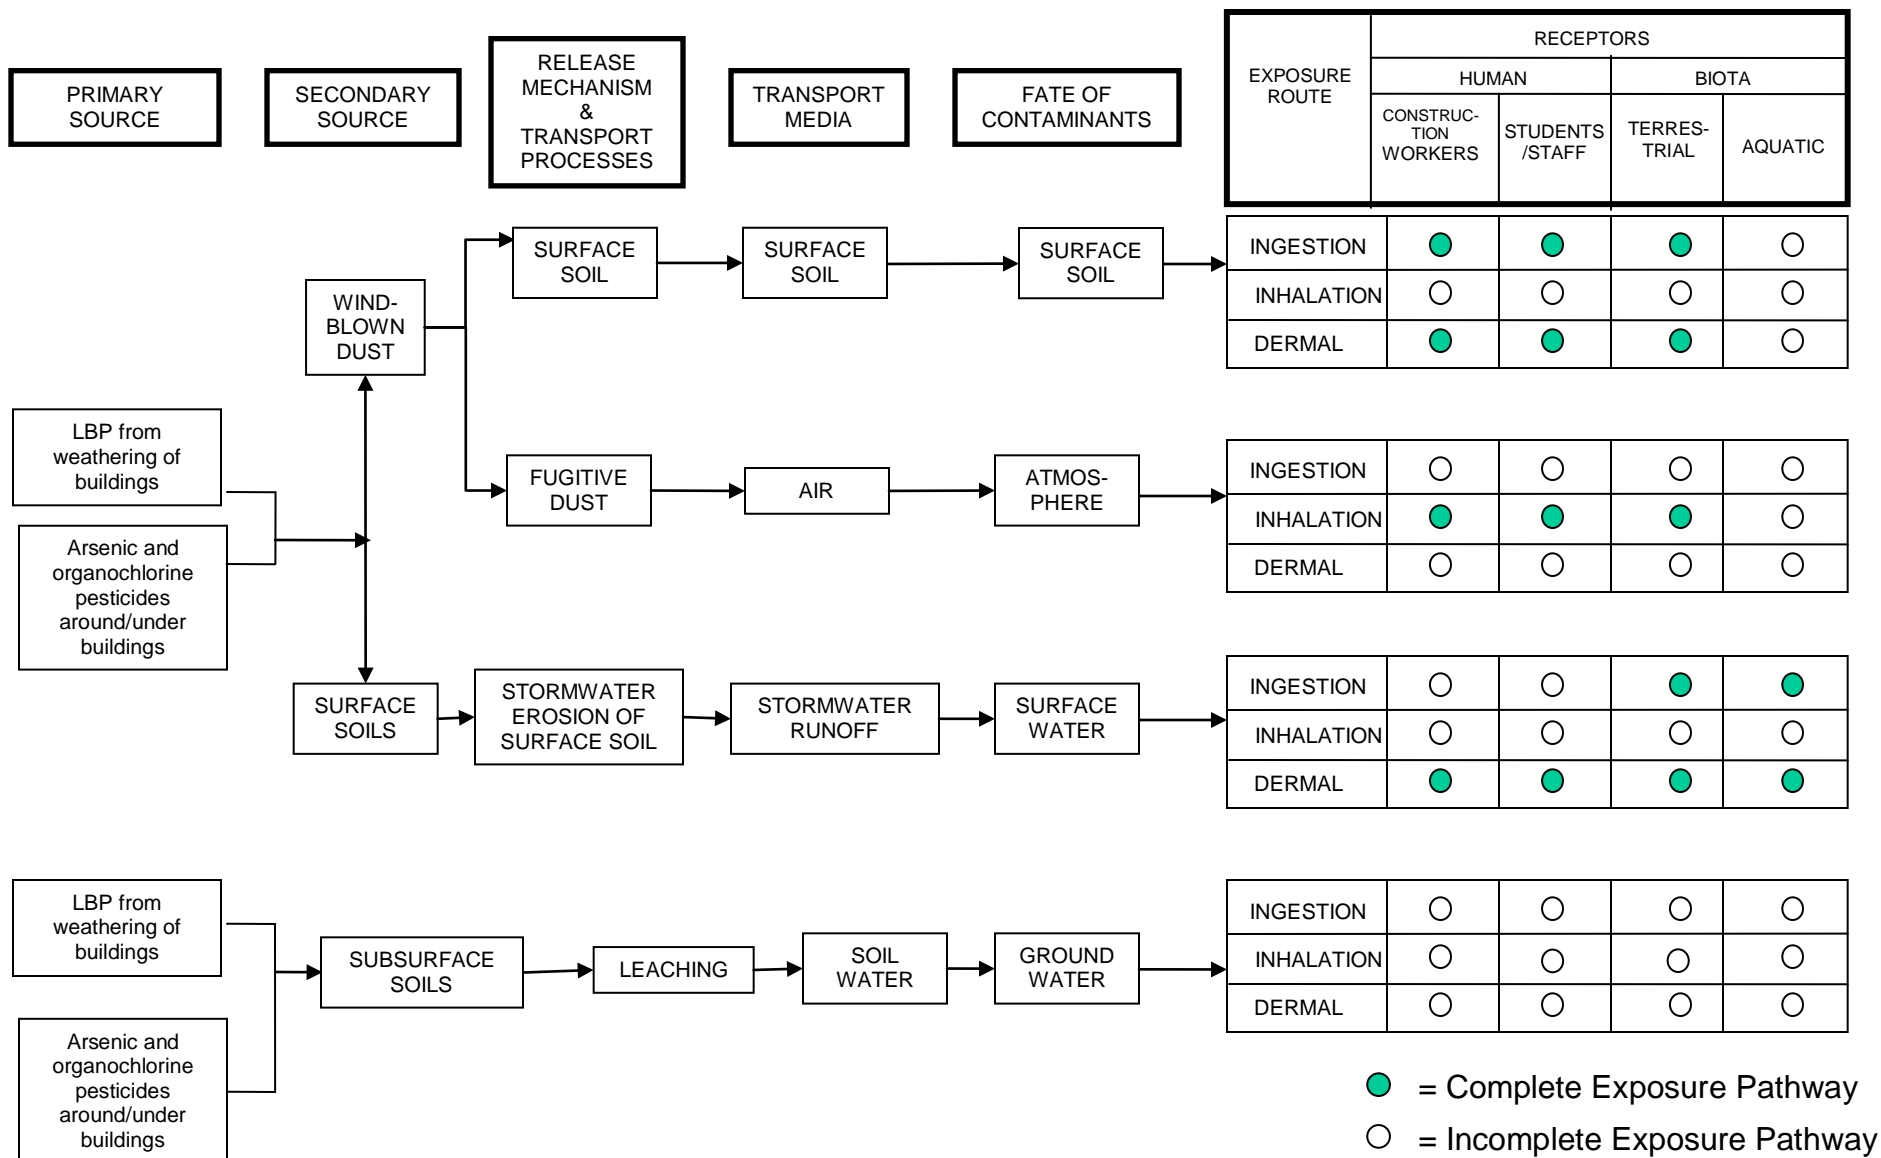 PRIMARY
SOURCE
SECONDARY
SOURCE
RELEASE
MECHANISM
&
TRANSPORT
PROCESSES
TRANSPORT
MEDIA
FATE OF
CONTAMINANTS
EXPOSURE
ROUTE
RECEPTORS
HUMAN
BIOTA
CONSTRUC-
TION
WORKERS
STUDENTS
/STAFF
TERRES-
TRIAL
AQUATIC
WIND-
BLOWN
DUST
SURFACE
SOIL
SURFACE
SOIL
SURFACE
SOIL
INGESTION
INHALATION
DERMAL
LBP from
weathering of
buildings
Arsenic and
organochlorine
pesticides
around/under
buildings
FUGITIVE
DUST
AIR
ATMOS-
PHERE
INGESTION
INHALATION
DERMAL
SURFACE
SOILS
STORMWATER
EROSION OF
SURFACE SOIL
STORMWATER
RUNOFF
SURFACE
WATER
INGESTION
INHALATION
DERMAL
LBP from
weathering of
buildings
Arsenic and
organochlorine
pesticides
around/under
buildings
SUBSURFACE
SOILS
LEACHING
SOIL
WATER
GROUND
WATER
INGESTION
INHALATION
DERMAL
= Complete Exposure Pathway
= Incomplete Exposure Pathway